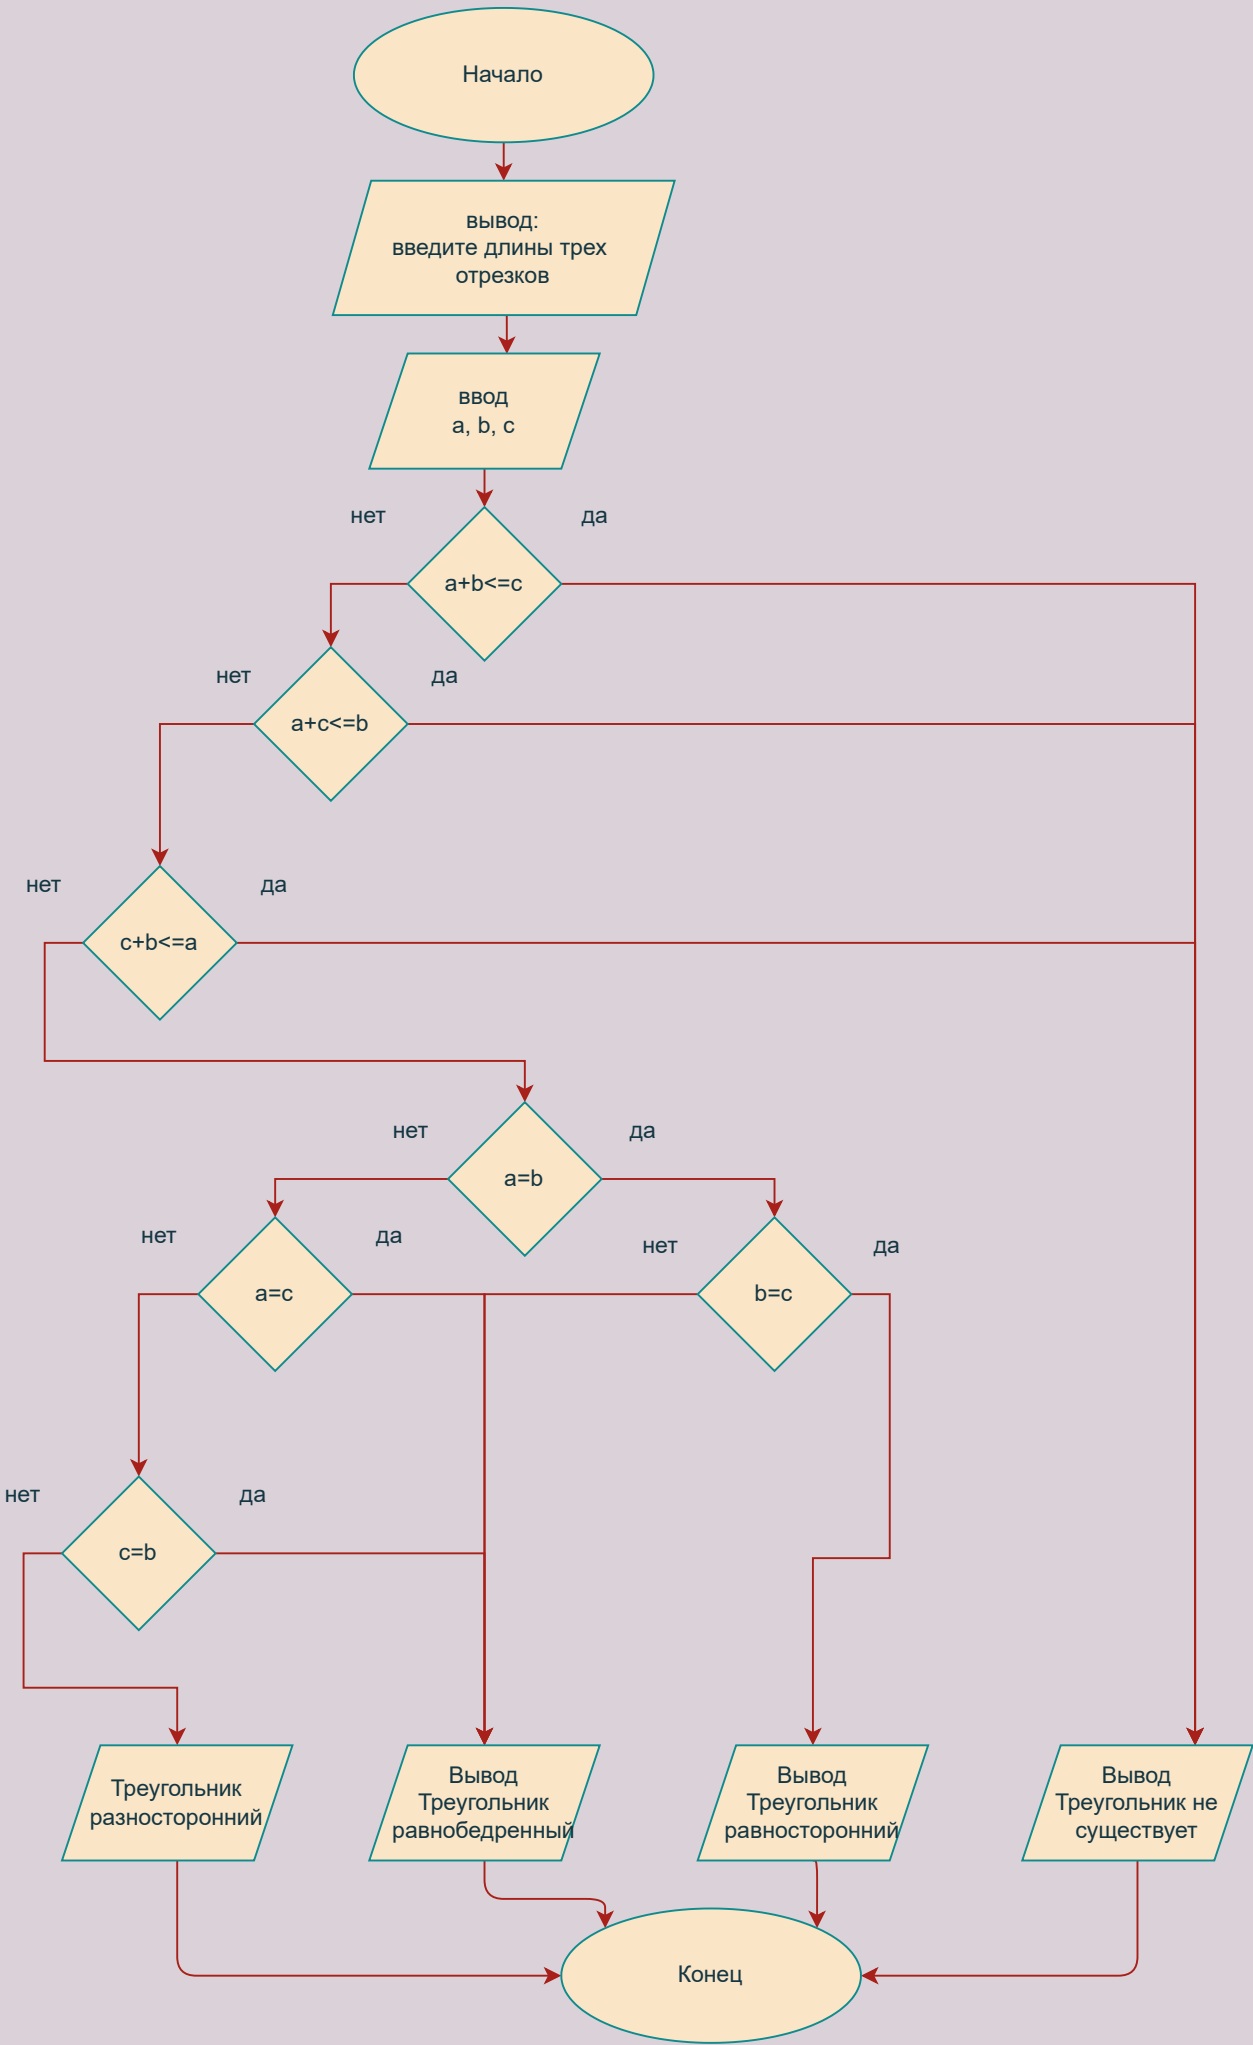 Начало
вывод:
введите длины трех
отрезков
ввод
a, b, c
нет
да
a+b<=c
нет
да
a+c<=b
нет
да
c+b<=a
нет
да
a=b
нет
да
нет
да
a=c
b=c
нет
да
c=b
Треугольник
разносторонний
Вывод
Треугольник
равнобедренный
Вывод
Треугольник
равносторонний
Вывод
Треугольник не
существует
Конец